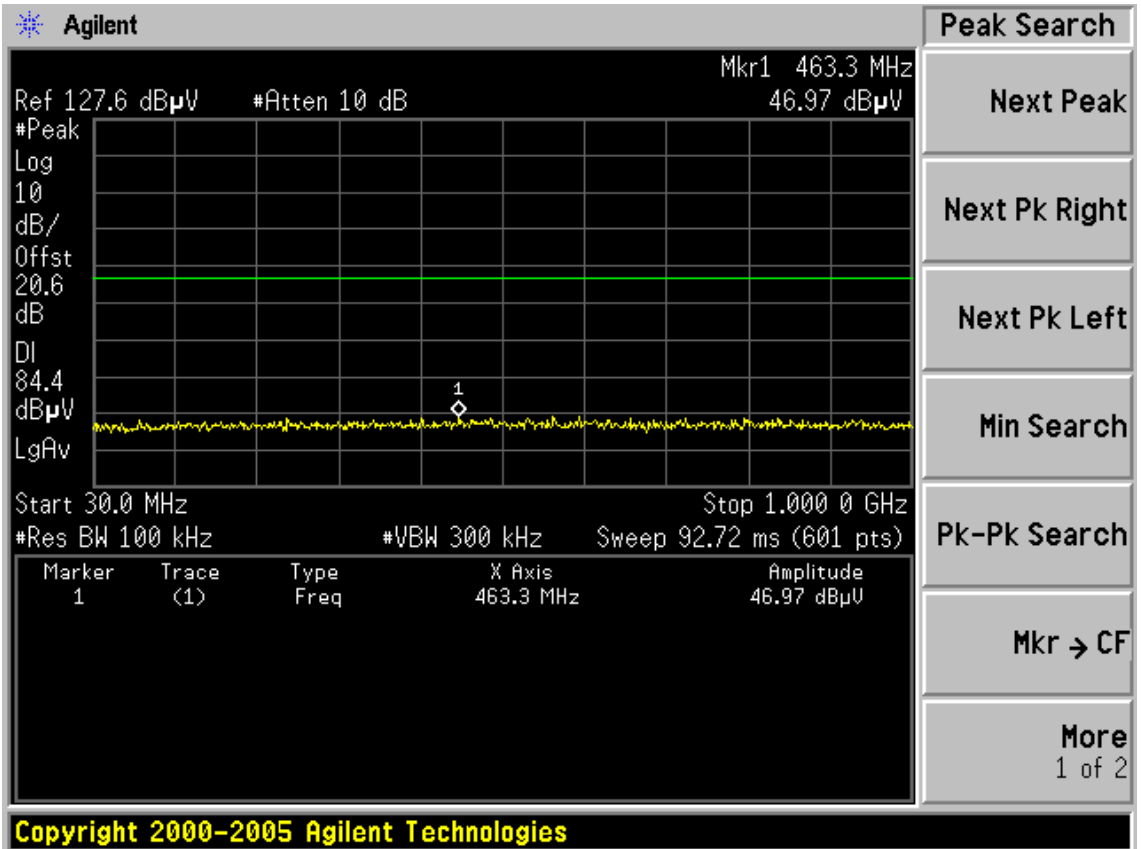 Agilent
Peak Search
Mkr1 463.3 MHz
Ref 127.6 dBµV #Atten 10 dB 46.97 dBµV
#Peak
Log
10
dB/
Offst
20.6
dB
DI
84.4
dBµV
LgAv
1
Start 30.0 MHz Stop 1.000 0 GHz
#Res BW 100 kHz #VBW 300 kHz Sweep 92.72 ms (601 pts)
Marker Trace Type X Axis Amplitude
1 (1) Freq 463.3 MHz 46.97 dBµV
Next Peak
Next Pk Right
Next Pk Left
Min Search
Pk-Pk Search
Mkr → CF
More
1 of 2
Copyright 2000-2005 Agilent Technologies